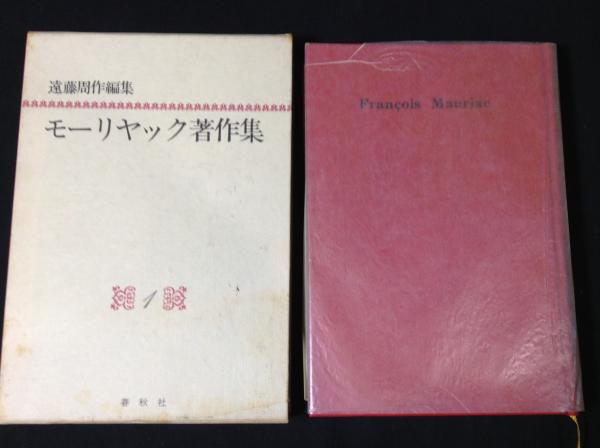 遠藤周作編集
モーリヤック著作集
1
春秋社
François Mauriac